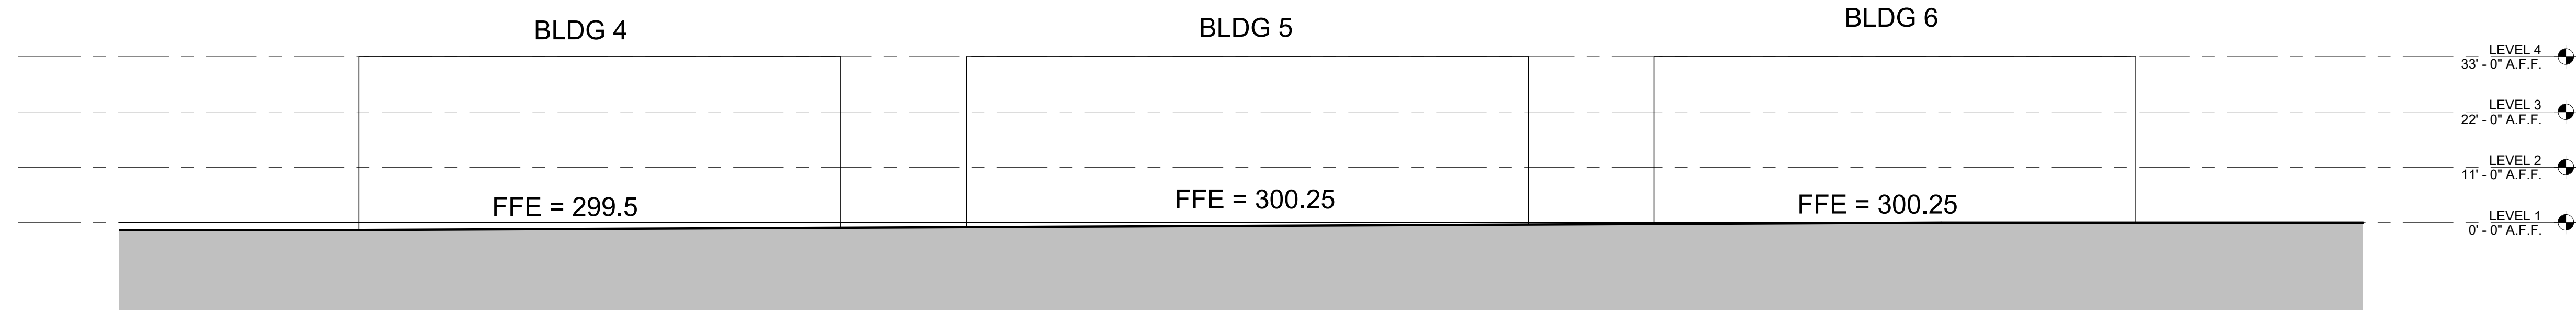 BLDG 4
BLDG 5
BLDG 6
LEVEL 4
33' - 0" A.F.F.
LEVEL 3
22' - 0" A.F.F.
LEVEL 2
11' - 0" A.F.F.
FFE = 299.5
FFE = 300.25
FFE = 300.25
LEVEL 1
0' - 0" A.F.F.